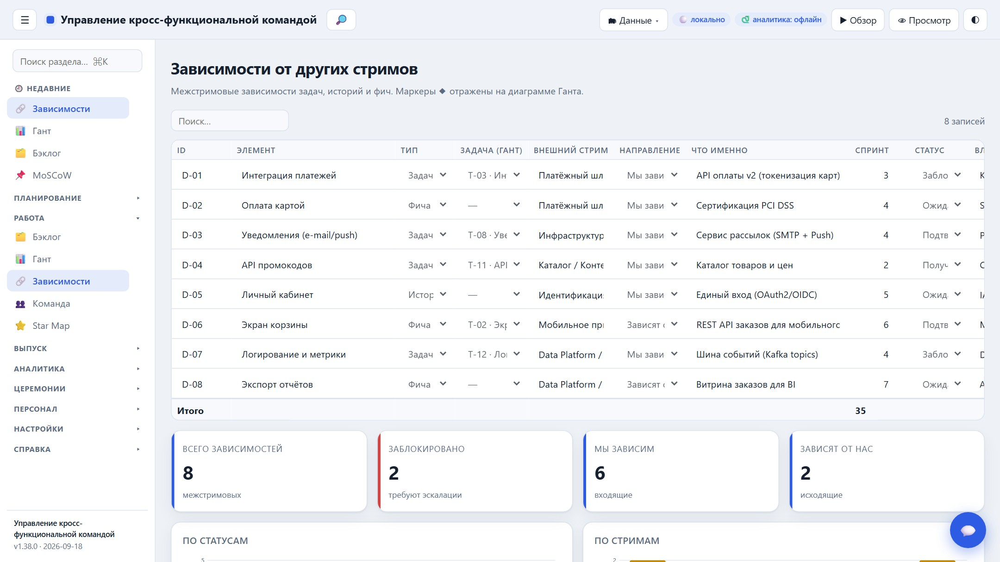 ☰ Управление кросс-функциональной командой
Данные
локально
аналитика: офлайн
▶ Обзор
Просмотр
Поиск раздела... ⌘K
НЕДАВНИЕ
Зависимости
Гант
Бэклог
MoSCoW
ПЛАНИРОВАНИЕ
РАБОТА
Бэклог
Гант
Зависимости
Команда
Star Map
ВЫПУСК
АНАЛИТИКА
ЦЕРЕМОНИИ
ПЕРСОНАЛ
НАСТРОЙКИ
СПРАВКА
Управление кросс-
функциональной командой
v1.38.0 · 2026-09-18
Зависимости от других стримов
Межстримовые зависимости задач, историй и фич. Маркеры ◆ отражены на диаграмме Ганта.
Поиск...
8 записей
ID ЭЛЕМЕНТ ТИП ЗАДАЧА (ГАНТ) ВНЕШНИЙ СТРИМ НАПРАВЛЕНИЕ ЧТО ИМЕННО СПРИНТ СТАТУС ВЛ
D-01 Интеграция платежей Задач T-03 · Ин Платёжный шл Мы зави API оплаты v2 (токенизация карт) 3 Забло
D-02 Оплата картой Фича — Платёжный шл Мы зави Сертификация PCI DSS 4 Ожид
D-03 Уведомления (e-mail/push) Задач T-08 · Уве Инфраструктур Мы зави Сервис рассылок (SMTP + Push) 4 Подтв
D-04 API промокодов Задач T-11 · API Каталог / Конте Мы зави Каталог товаров и цен 2 Получ
D-05 Личный кабинет Истор — Идентификаци Мы зави Единый вход (OAuth2/OIDC) 5 Ожид
D-06 Экран корзины Фича T-02 · Экр Мобильное пр Зависят REST API заказов для мобильног 6 Подтв
D-07 Логирование и метрики Задач T-12 · Ло Data Platform / Мы зави Шина событий (Kafka topics) 4 Забло
D-08 Экспорт отчётов Фича — Data Platform / Зависят Витрина заказов для BI 7 Ожид
Итого 35
ВСЕГО ЗАВИСИМОСТЕЙ
8
межстримовых
ЗАБЛОКИРОВАНО
2
требуют эскалации
МЫ ЗАВИСИМ
6
входящие
ЗАВИСЯТ ОТ НАС
2
исходящие
ПО СТАТУСАМ
5
ПО СТРИМАМ
2